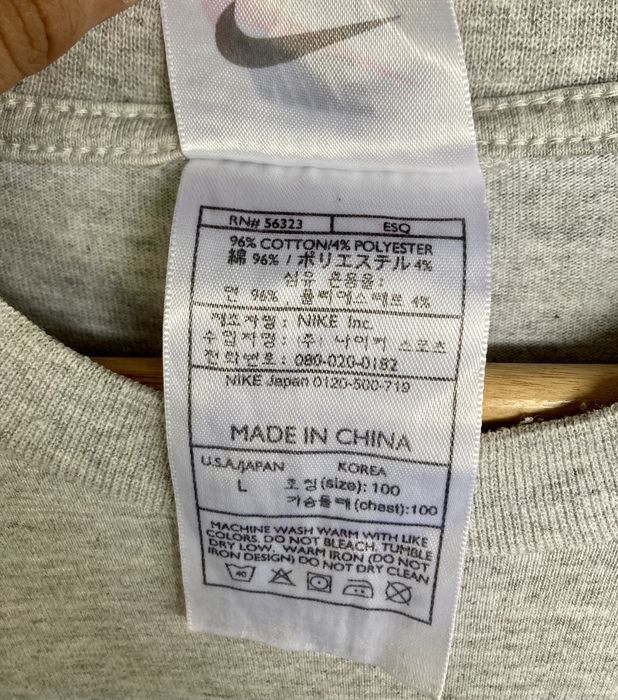 RN# 56323 ESQ
96% COTTON/4% POLYESTER
綿 96% / ポリエステル 4%
섬유 혼용율 :
면 96% 폴리에스테르 4%
제조자명 : NIKE Inc.
수입자명 : (주) 나이키 스포츠
전화번호 : 080-020-0182
NIKE Japan 0120-500-719
MADE IN CHINA
U.S.A./JAPAN KOREA
L 호칭(size): 100
가슴둘레(chest):100
MACHINE WASH WARM WITH LIKE
COLORS. DO NOT BLEACH. TUMBLE
DRY LOW. WARM IRON (DO NOT
IRON DESIGN) DO NOT DRY CLEAN
40